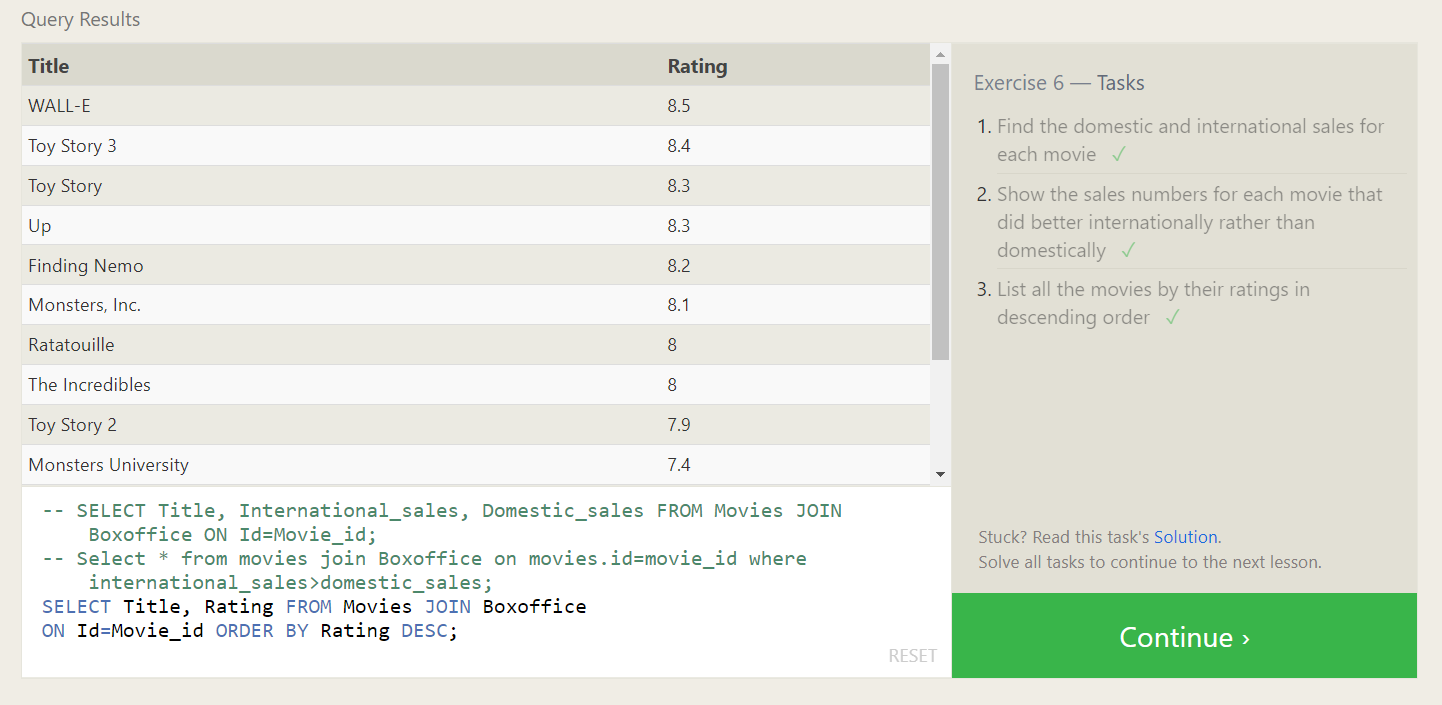 Query Results
Title Rating
WALL-E 8.5
Toy Story 3 8.4
Toy Story 8.3
Up 8.3
Finding Nemo 8.2
Monsters, Inc. 8.1
Ratatouille 8
The Incredibles 8
Toy Story 2 7.9
Monsters University 7.4
-- SELECT Title, International_sales, Domestic_sales FROM Movies JOIN
Boxoffice ON Id=Movie_id;
-- Select * from movies join Boxoffice on movies.id=movie_id where
international_sales>domestic_sales;
SELECT Title, Rating FROM Movies JOIN Boxoffice
ON Id=Movie_id ORDER BY Rating DESC;
RESET
Exercise 6 — Tasks
1. Find the domestic and international sales for
each movie ✓
2. Show the sales numbers for each movie that
did better internationally rather than
domestically ✓
3. List all the movies by their ratings in
descending order ✓
Stuck? Read this task's Solution.
Solve all tasks to continue to the next lesson.
Continue ›